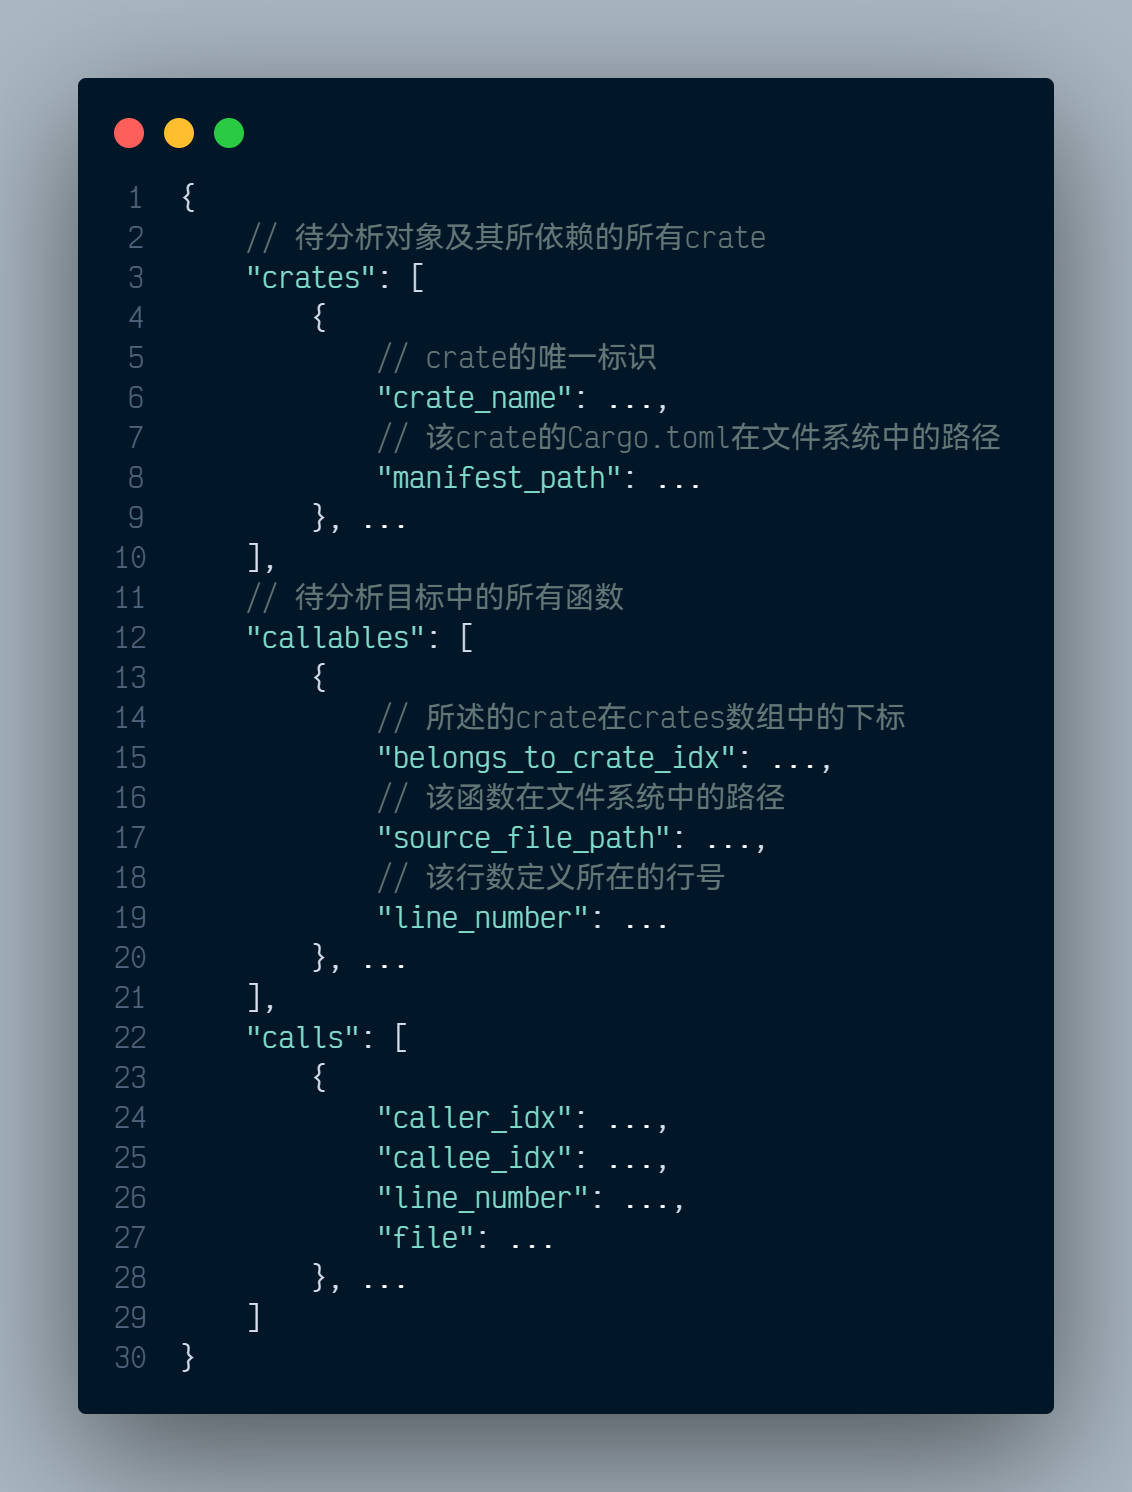 1 {
2 // 待分析对象及其所依赖的所有crate
3 "crates": [
4 {
5 // crate的唯一标识
6 "crate_name": ...,
7 // 该crate的Cargo.toml在文件系统中的路径
8 "manifest_path": ...
9 }, ...
10 ],
11 // 待分析目标中的所有函数
12 "callables": [
13 {
14 // 所述的crate在crates数组中的下标
15 "belongs_to_crate_idx": ...,
16 // 该函数在文件系统中的路径
17 "source_file_path": ...,
18 // 该行数定义所在的行号
19 "line_number": ...
20 }, ...
21 ],
22 "calls": [
23 {
24 "caller_idx": ...,
25 "callee_idx": ...,
26 "line_number": ...,
27 "file": ...
28 }, ...
29 ]
30 }